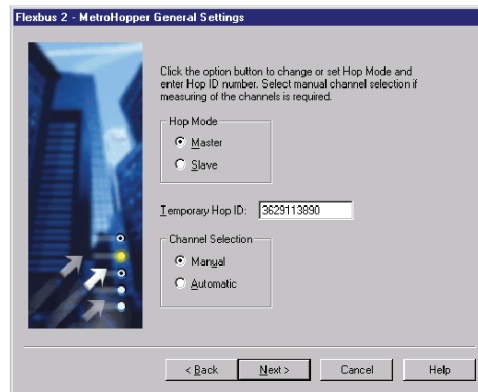 Flexbus 2 - MetroHopper General Settings
Click the option button to change or set Hop Mode and
enter Hop ID number. Select manual channel selection if
measuring of the channels is required.
Hop Mode
Master
Slave
Temporary Hop ID: 3629113890
Channel Selection
Manual
Automatic
< Back Next > Cancel Help